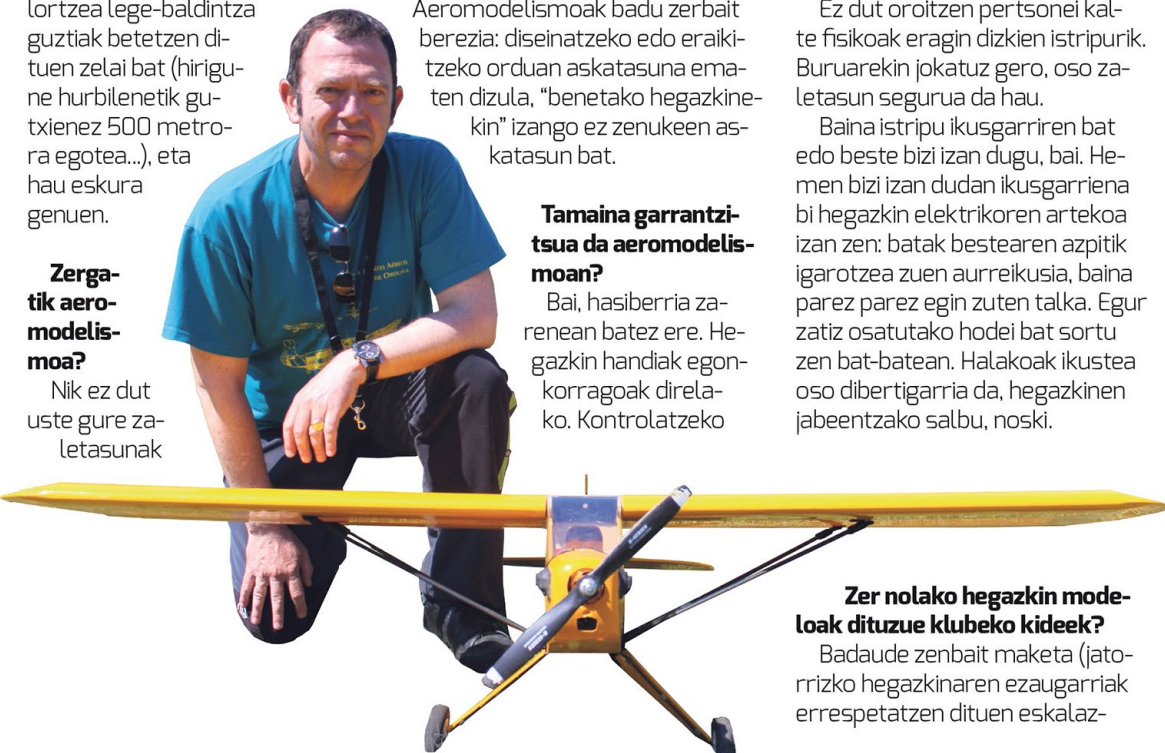 lortzea lege-baldintza
guztiak betetzen di-
tuen zelai bat (hirigu-
ne hurbilenetik gu-
txienez 500 metro-
ra egotea...), eta
hau eskura
genuen.
Zerga-
tik aero-
modelis-
moa?
Nik ez dut
uste gure za-
letasunak
Aeromodelismoak badu zerbait
berezia: diseinatzeko edo eraiki-
tzeko orduan askatasuna ema-
ten dizula, “benetako hegazkine-
kin” izango ez zenukeen as-
katasun bat.
Tamaina garrantzi-
tsua da aeromodelis-
moan?
Bai, hasiberria za-
renean batez ere. He-
gazkin handiak egon-
korragoak direla-
ko. Kontrolatzeko
Ez dut oroitzen pertsonei kal-
te fisikoak eragin dizkien istripurik.
Buruarekin jokatuz gero, oso za-
letasun segurua da hau.
Baina istripu ikusgarriren bat
edo beste bizi izan dugu, bai. He-
men bizi izan dudan ikusgarriena
bi hegazkin elektrikoren artekoa
izan zen: batak bestearen azpitik
igarotzea zuen aurreikusia, baina
parez parez egin zuten talka. Egur
zatiz osatutako hodei bat sortu
zen bat-batean. Halakoak ikustea
oso dibertigarria da, hegazkinen
jabeentzako salbu, noski.
Zer nolako hegazkin mode-
loak dituzue klubeko kideek?
Badaude zenbait maketa (jato-
rrizko hegazkinaren ezaugarriak
errespetatzen dituen eskalaz-